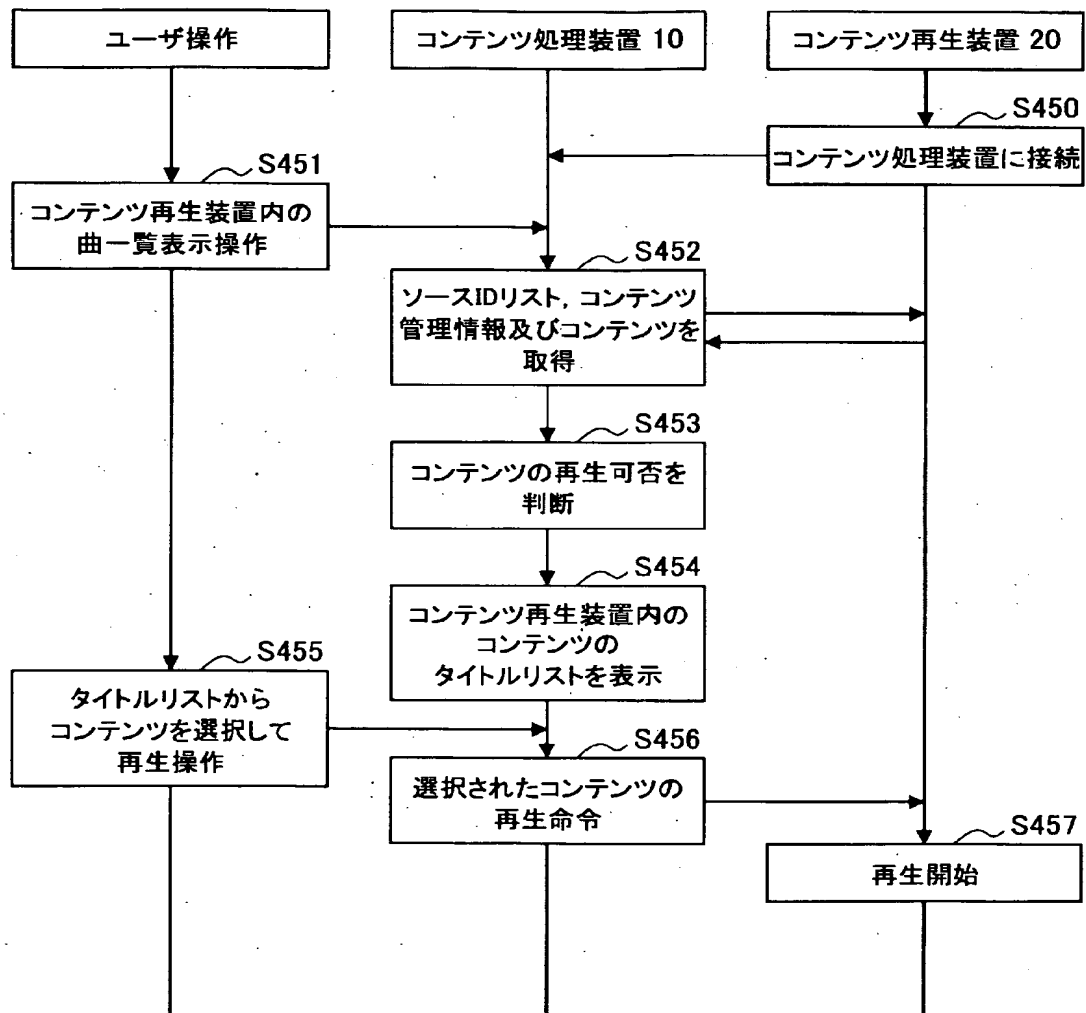 ユーザ操作
コンテンツ処理装置 10
コンテンツ再生装置 20
S450
コンテンツ処理装置に接続
S451
コンテンツ再生装置内の
曲一覧表示操作
S452
ソースIDリスト, コンテンツ
管理情報及びコンテンツを
取得
S453
コンテンツの再生可否を
判断
S454
コンテンツ再生装置内の
コンテンツの
タイトルリストを表示
S455
タイトルリストから
コンテンツを選択して
再生操作
S456
選択されたコンテンツの
再生命令
S457
再生開始